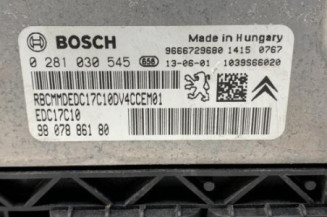 BOSCH
Made in Hungary
9666729680 1415 0767
0 281 030 545 658 13-06-01 1039S66020
RBCMMDEDC17C10DV4CCEM01
EDC17C10
98 078 861 80